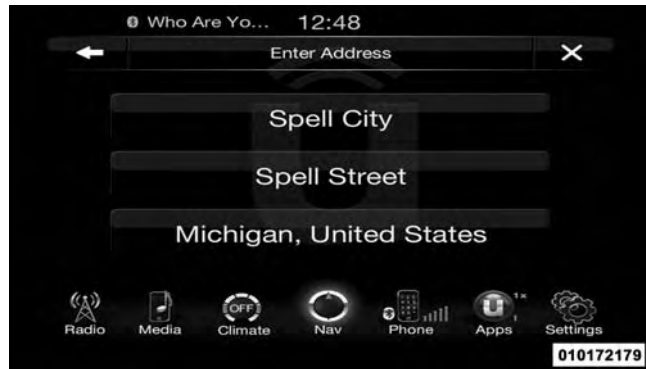 Who Are Yo... 12:48
Enter Address
Spell City
Spell Street
Michigan, United States
OFF 1x
Radio Media Climate Nav Phone Apps Settings
010172179